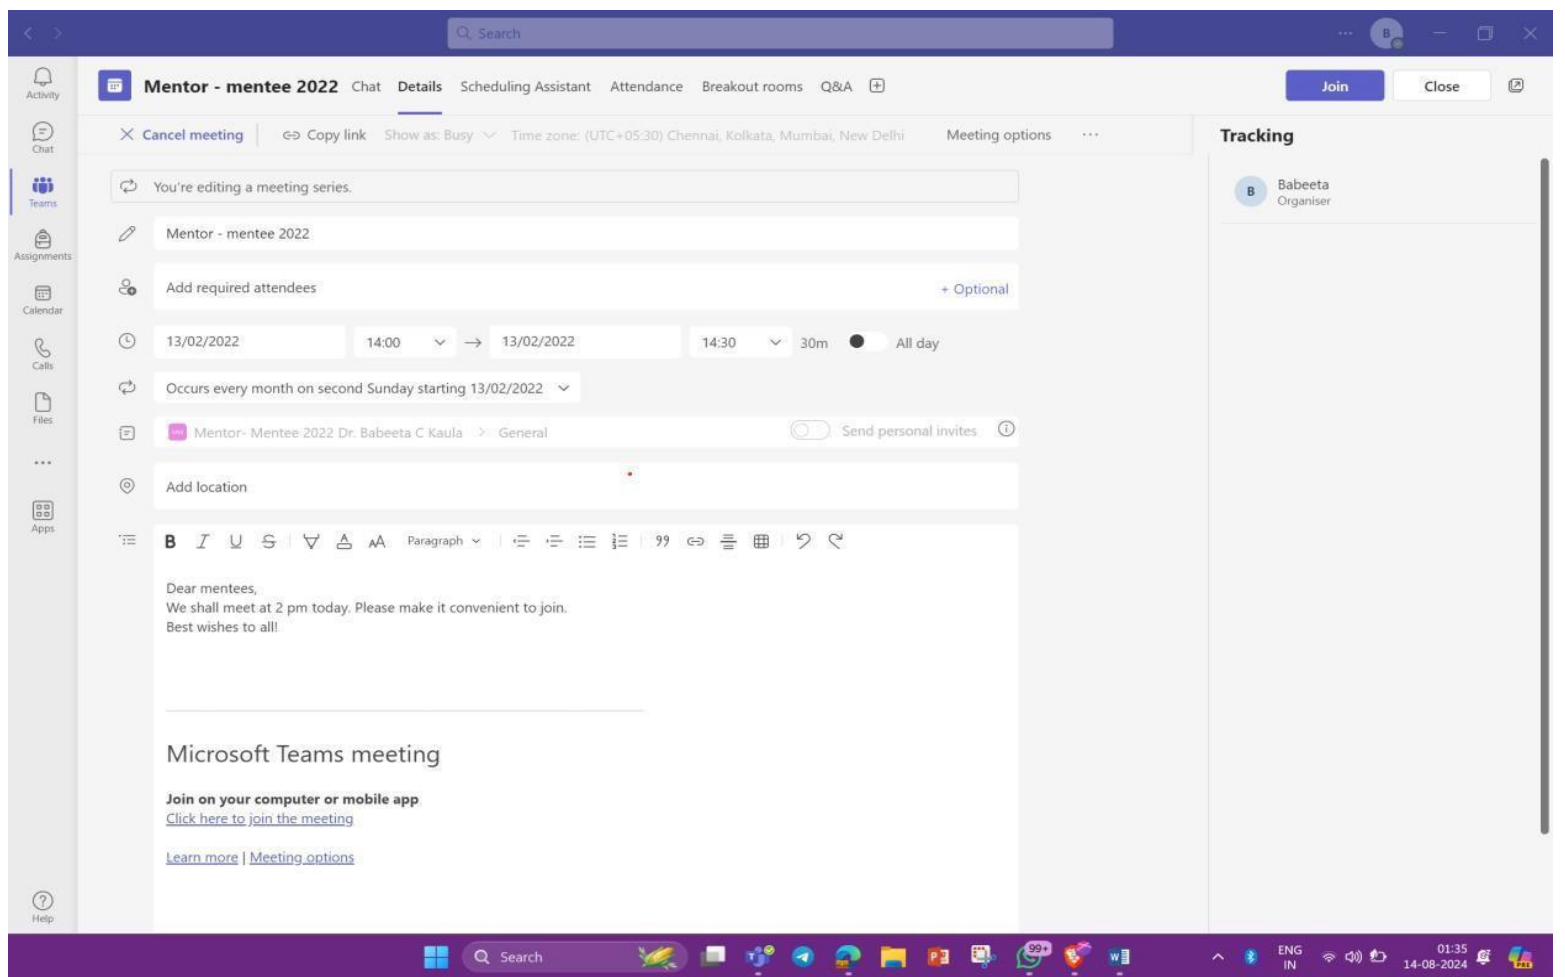 Search
B
Activity
Chat
Teams
Assignments
Calendar
Calls
Files
Apps
Help
Mentor - mentee 2022 Chat Details Scheduling Assistant Attendance Breakout rooms Q&A
Join Close
Cancel meeting Copy link Show as: Busy Time zone: (UTC+05:30) Chennai, Kolkata, Mumbai, New Delhi Meeting options ...
You're editing a meeting series.
Mentor - mentee 2022
Add required attendees + Optional
13/02/2022 14:00 → 13/02/2022 14:30 30m All day
Occurs every month on second Sunday starting 13/02/2022
Mentor- Mentee 2022 Dr. Babeeta C Kaula > General Send personal invites
Add location
B I U S AA Paragraph
Dear mentees,
We shall meet at 2 pm today. Please make it convenient to join.
Best wishes to all!
Microsoft Teams meeting
Join on your computer or mobile app
Click here to join the meeting
Learn more | Meeting options
Tracking
B
Babeeta
Organiser
Search
99+
ENG
IN
01:35
14-08-2024
PRE